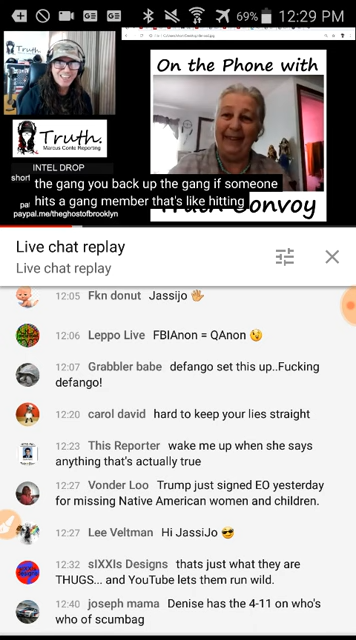 69% 12:29 PM
On the Phone with
Truth.
Truth.
Marcus Conte Reporting
INTEL DROP
short
the gang you back up the gang if someone
hits a gang member that's like hitting
Convoy
paypal.me/theghostofbrooklyn
Live chat replay
Live chat replay
12:05 Fkn donut Jassijo 🖐
12:06 Leppo Live FBIAnon = QAnon 😉
12:07 Grabbler babe defango set this up..Fucking
defango!
12:20 carol david hard to keep your lies straight
12:23 This Reporter wake me up when she says
anything that's actually true
12:27 Vonder Loo Trump just signed EO yesterday
for missing Native American women and children.
12:27 Lee Veltman Hi JassiJo 😎
12:32 sIXXIs Designs thats just what they are
THUGS... and YouTube lets them run wild.
12:40 joseph mama Denise has the 4-11 on who's
who of scumbag